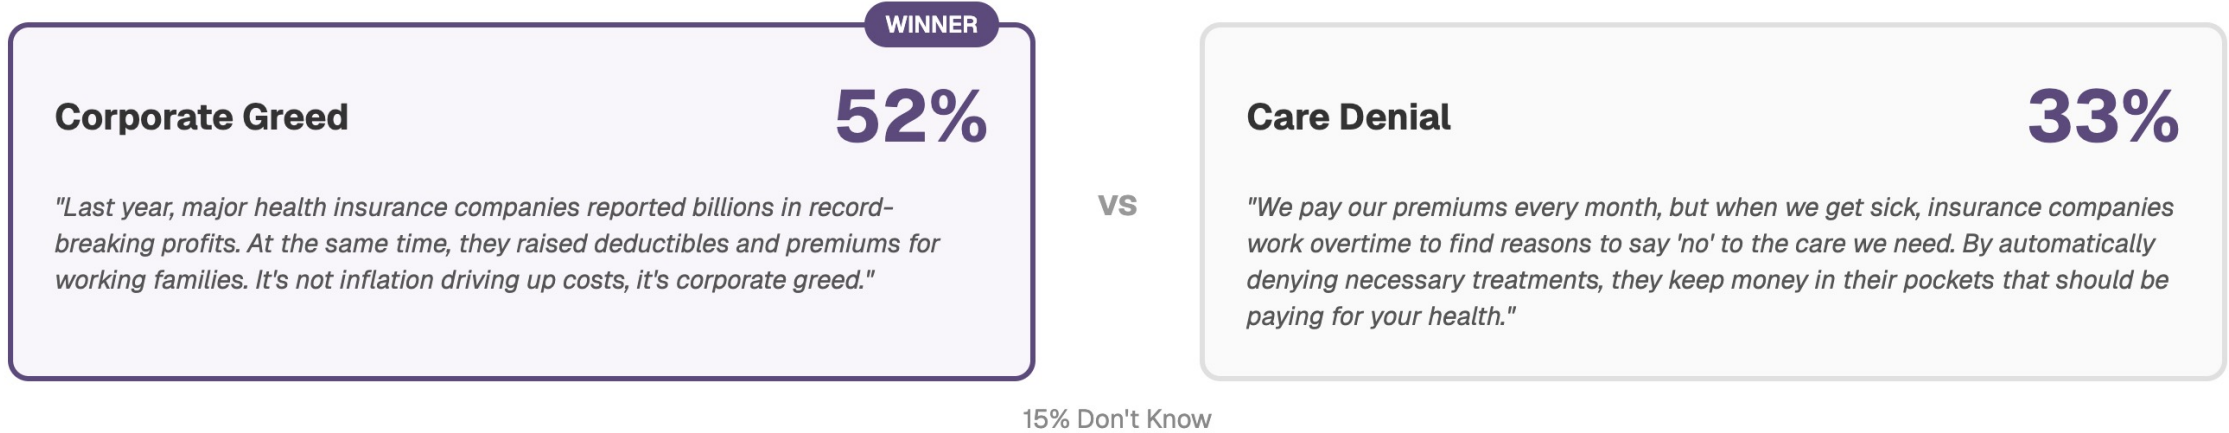 WINNER
Corporate Greed
52%
"Last year, major health insurance companies reported billions in record-
breaking profits. At the same time, they raised deductibles and premiums for
working families. It's not inflation driving up costs, it's corporate greed."
vs
Care Denial
33%
"We pay our premiums every month, but when we get sick, insurance companies
work overtime to find reasons to say 'no' to the care we need. By automatically
denying necessary treatments, they keep money in their pockets that should be
paying for your health."
15% Don't Know